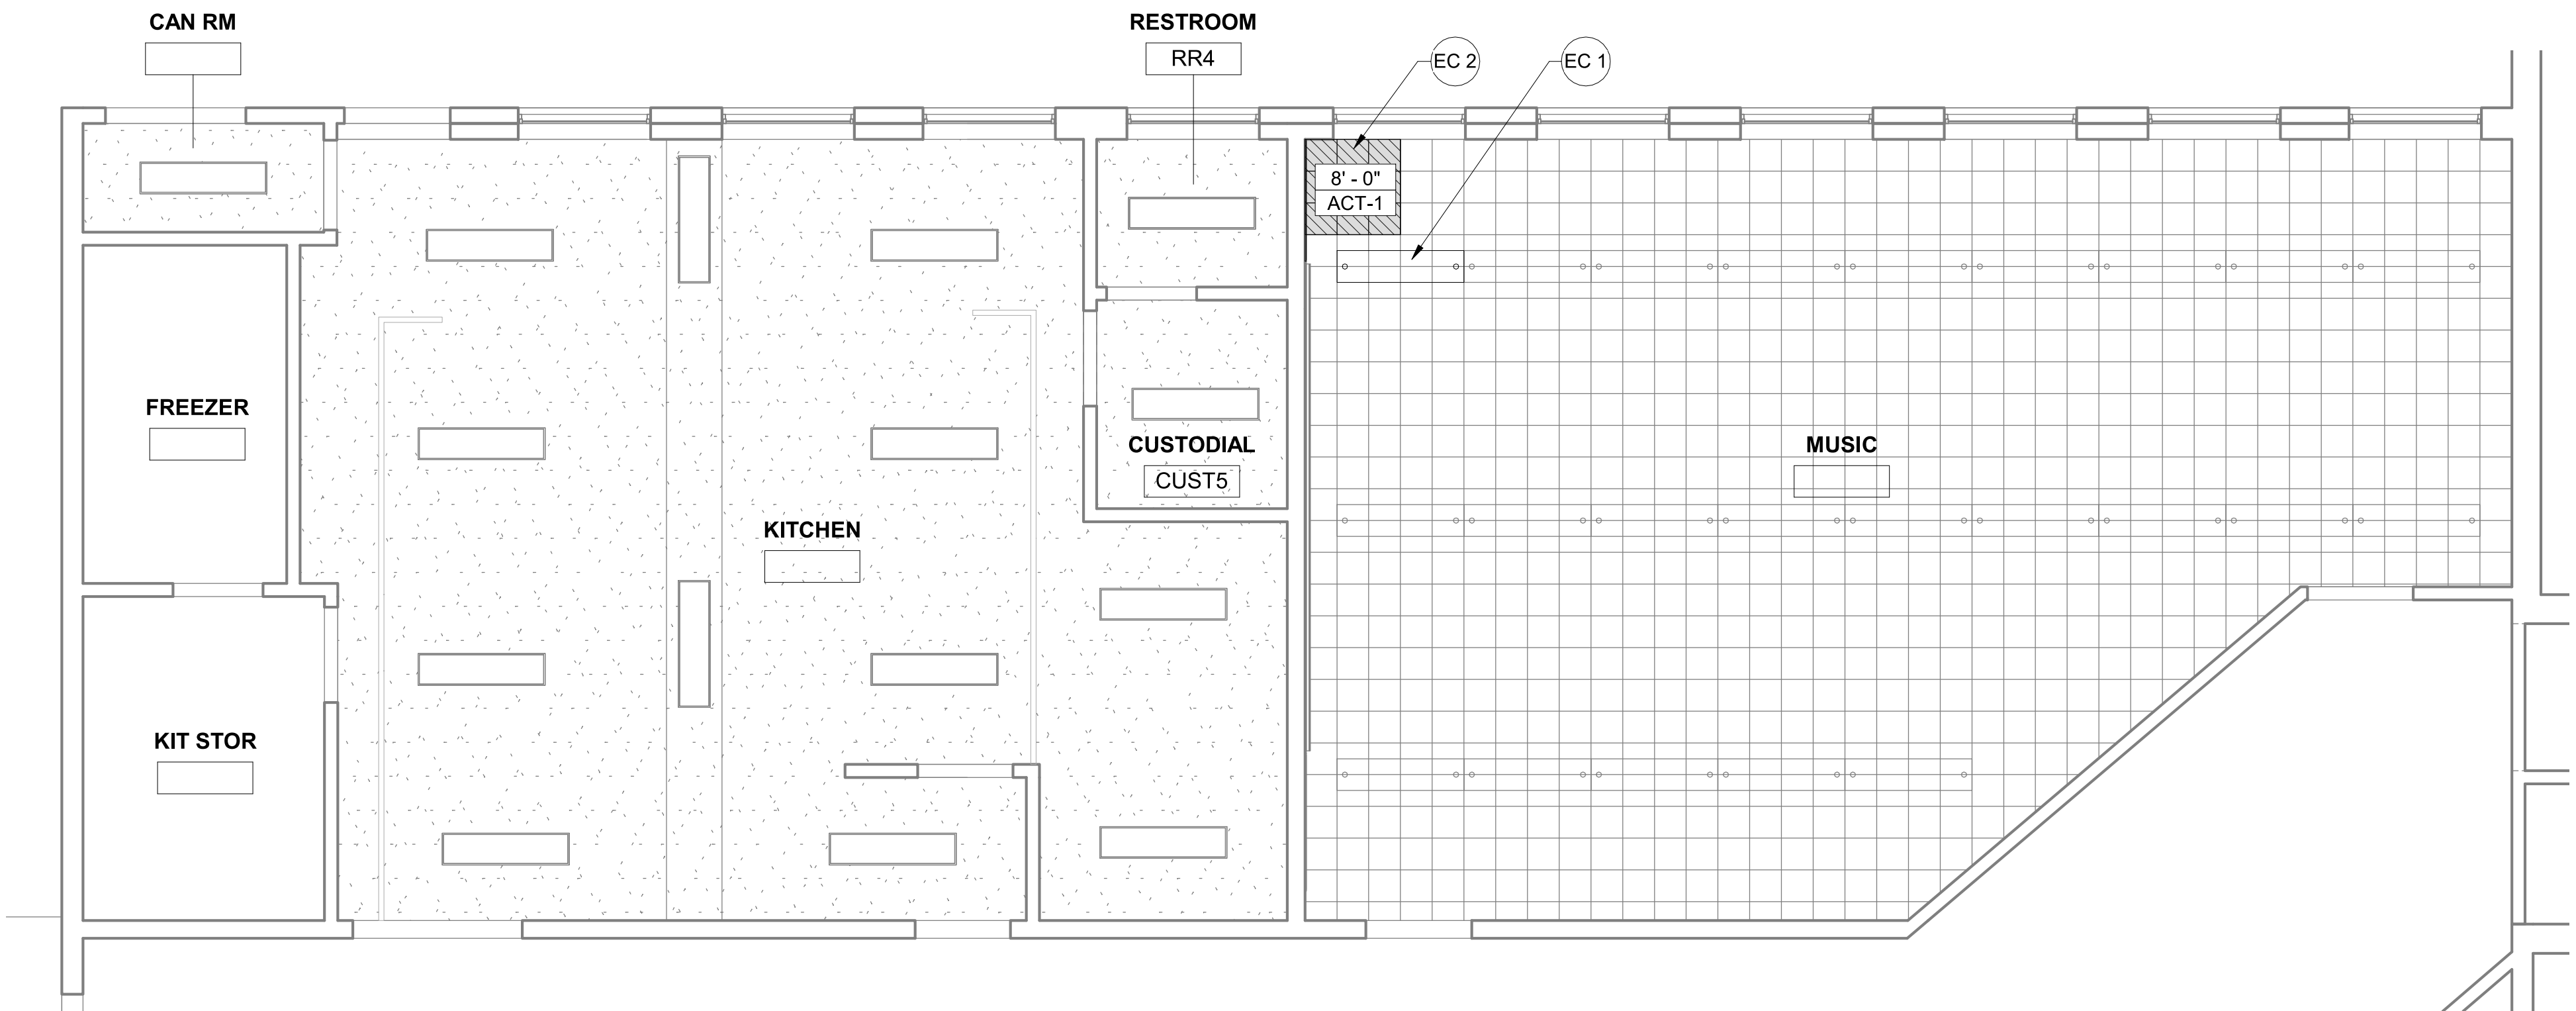 CAN RM
RESTROOM
RR4
EC 2
EC 1
8' - 0"
ACT-1
FREEZER
CUSTODIAL
CUST5
MUSIC
KITCHEN
KIT STOR